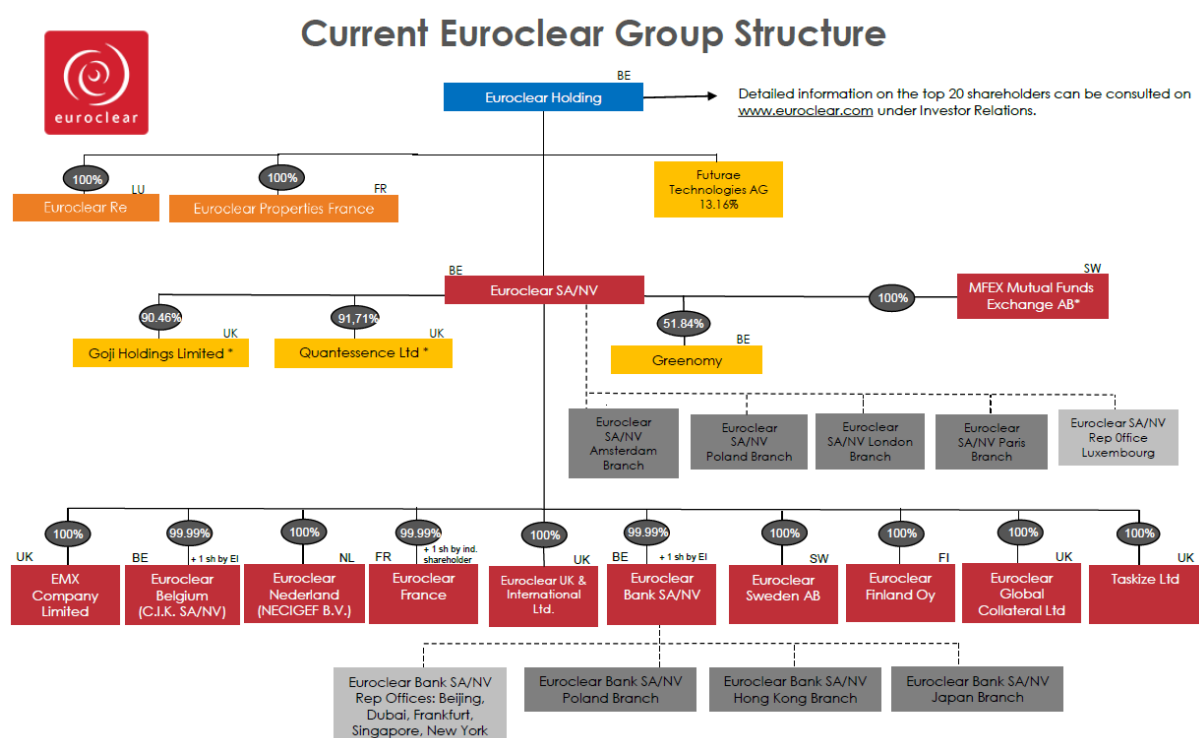 Current Euroclear Group Structure
euroclear
BE
Euroclear Holding
Detailed information on the top 20 shareholders can be consulted on
www.euroclear.com under Investor Relations.
100%
LU
Euroclear Re
100%
FR
Euroclear Properties France
Futurae
Technologies AG
13.16%
BE
Euroclear SA/NV
100%
SW
MFEX Mutual Funds
Exchange AB*
90.46%
UK
Goji Holdings Limited *
91,71%
UK
Quantessence Ltd *
51.84%
BE
Greenomy
Euroclear
SA/NV
Amsterdam
Branch
Euroclear
SA/NV
Poland Branch
Euroclear
SA/NV London
Branch
Euroclear
SA/NV Paris
Branch
Euroclear SA/NV
Rep 0ffice
Luxembourg
100%
UK
EMX
Company
Limited
99.99%
BE
+ 1 sh by EI
Euroclear
Belgium
(C.I.K. SA/NV)
100%
NL
Euroclear
Nederland
(NECIGEF B.V.)
99.99%
FR
+ 1 sh by ind.
shareholder
Euroclear
France
100%
UK
Euroclear UK &
International
Ltd.
99.99%
BE
+ 1 sh by EI
Euroclear
Bank SA/NV
100%
SW
Euroclear
Sweden AB
100%
FI
Euroclear
Finland Oy
100%
UK
Euroclear
Global
Collateral Ltd
100%
UK
Taskize Ltd
Euroclear Bank SA/NV
Rep Offices: Beijing,
Dubai, Frankfurt,
Singapore, New York
Euroclear Bank SA/NV
Poland Branch
Euroclear Bank SA/NV
Hong Kong Branch
Euroclear Bank SA/NV
Japan Branch